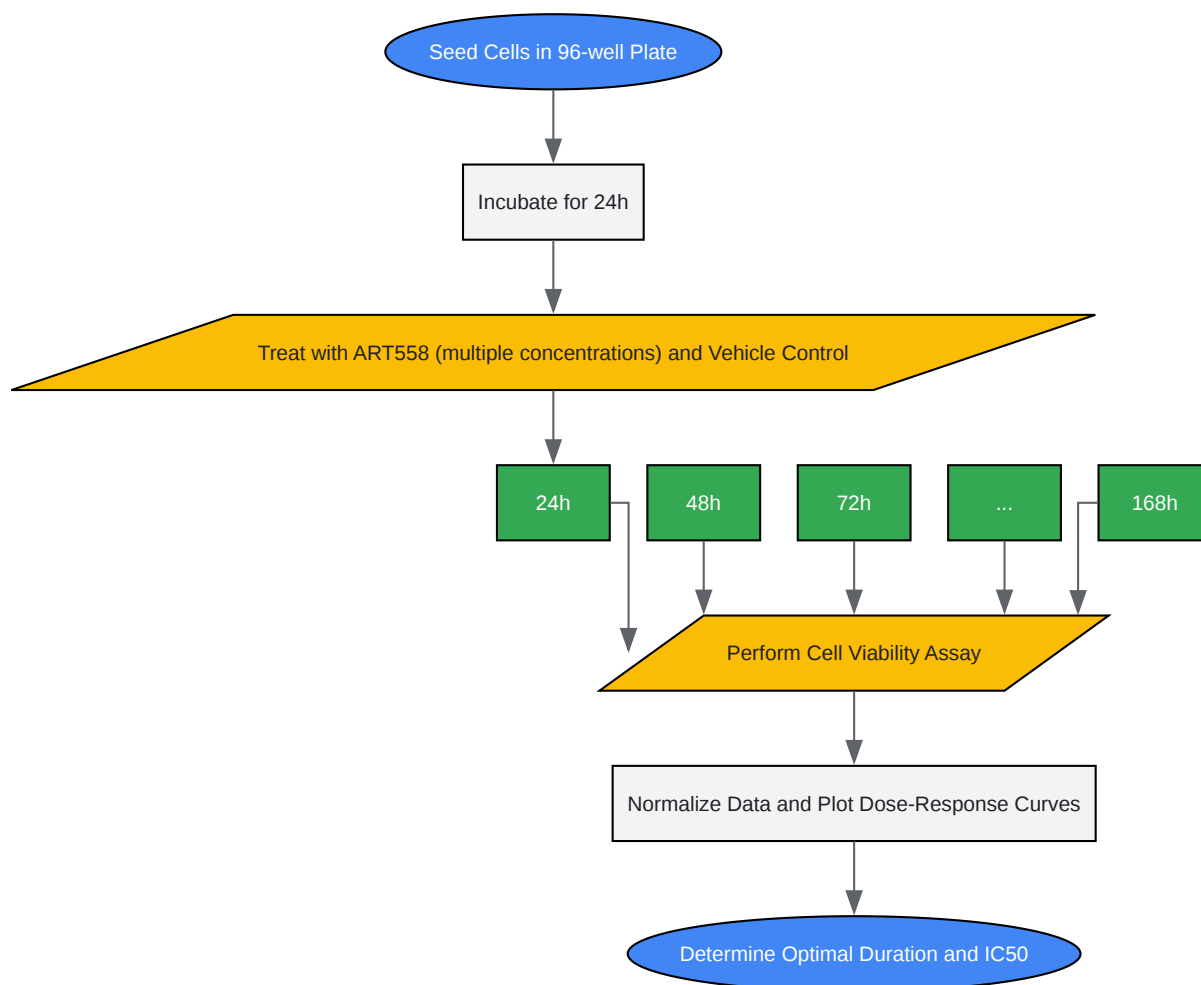 Seed Cells in 96-well Plate
Incubate for 24h
Treat with ART558 (multiple concentrations) and Vehicle Control
24h
48h
72h
...
168h
Perform Cell Viability Assay
Normalize Data and Plot Dose-Response Curves
Determine Optimal Duration and IC50